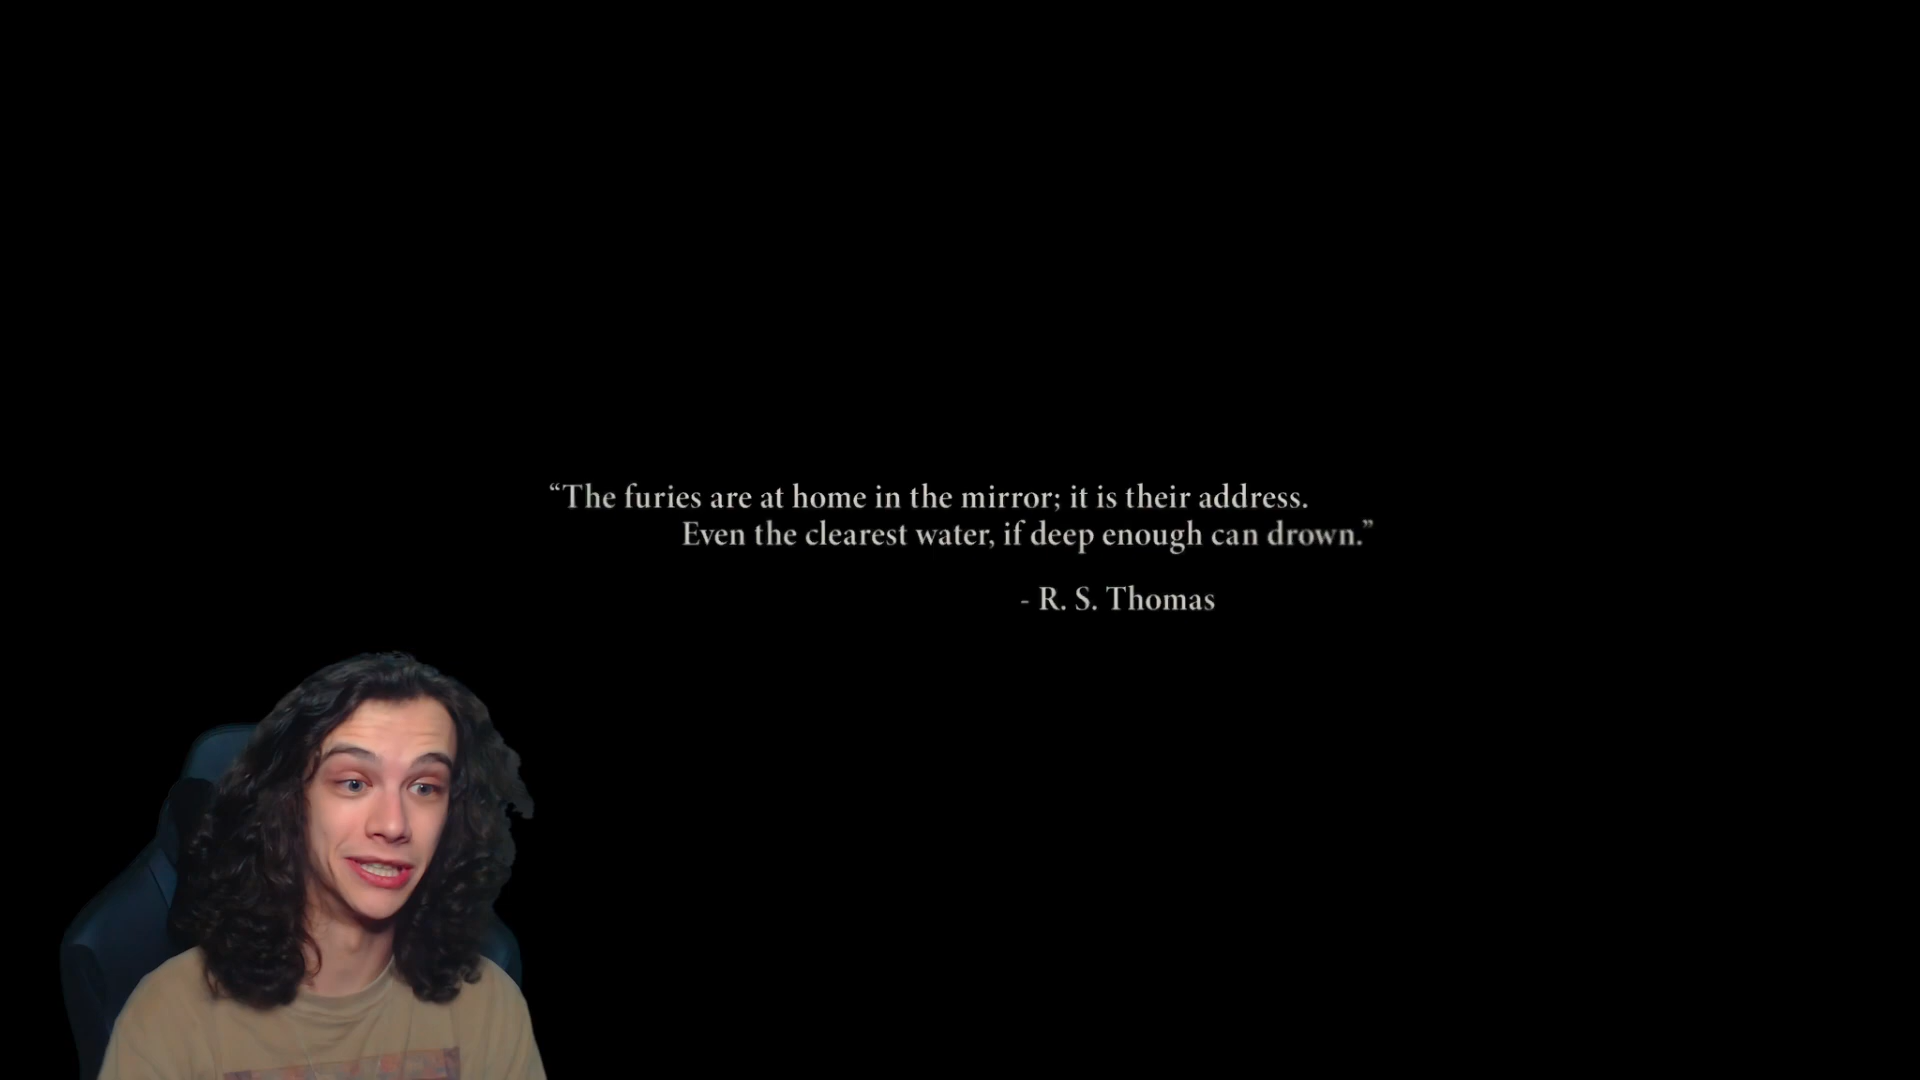 “The furies are at home in the mirror; it is their address.
Even the clearest water, if deep enough can drown.”
- R. S. Thomas